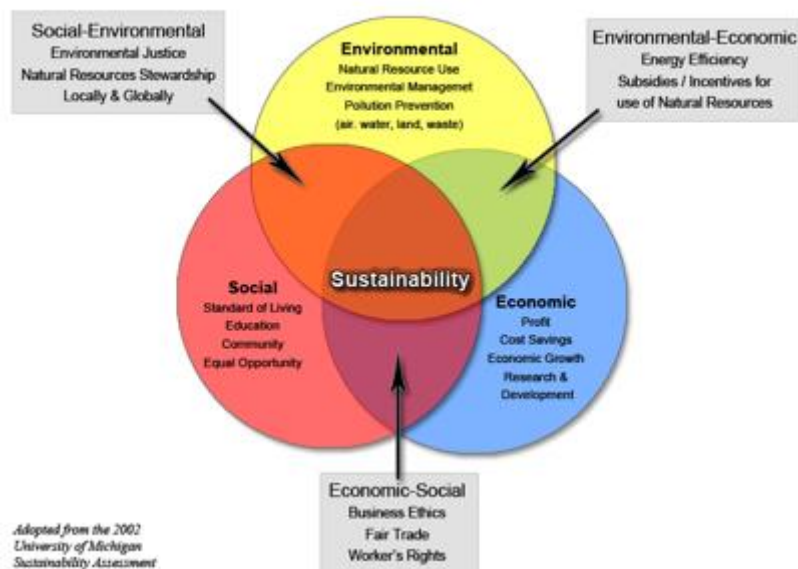 Social-Environmental
Environmental Justice
Natural Resources Stewardship
Locally & Globally
Environmental
Natural Resource Use
Environmental Managemet
Pollution Prevention
(air. water, land, waste)
Environmental-Economic
Energy Efficiency
Subsidies / Incentives for
use of Natural Resources
Sustainability
Social
Standard of Living
Education
Community
Equal Opportunity
Economic
Profit
Cost Savings
Economic Growth
Research &
Development
Economic-Social
Business Ethics
Fair Trade
Worker's Rights
Adopted from the 2002
University of Michigan
Sustainability Assessment